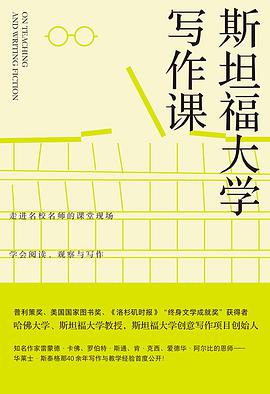 ON TEACHING
AND WRITING FICTION
斯坦福大学
写作课
走进名校名师的课堂现场
学会阅读、观察与写作
普利策奖、美国国家图书奖、《洛杉矶时报》“终身文学成就奖”获得者
哈佛大学、斯坦福大学教授，斯坦福大学创意写作项目创始人
知名作家雷蒙德·卡佛、罗伯特·斯通、肯·克西、爱德华·阿尔比的恩师——
华莱士·斯泰格那40余年写作与教学经验首度公开！